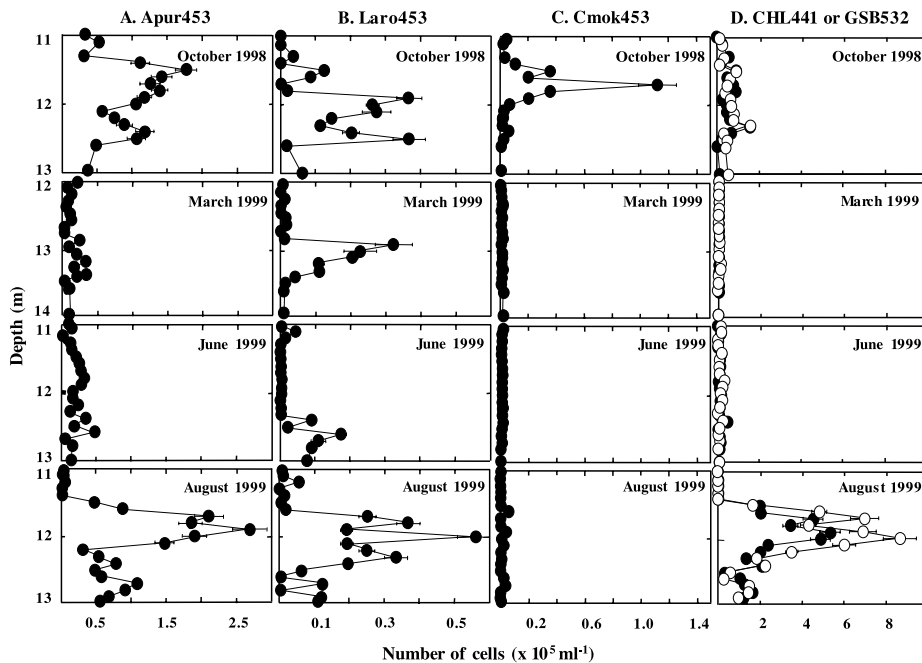 A. Apur453 B. Laro453 C. Cmok453 D. CHL441 or GSB532
11 October 1998 October 1998 October 1998 October 1998
12
13
12 March 1999 March 1999 March 1999 March 1999
13
14
11 June 1999 June 1999 June 1999 June 1999
12
13
11 August 1999 August 1999 August 1999 August 1999
12
13
Depth (m)
0.5 1.5 2.5 0.1 0.3 0.5 0.2 0.6 1.0 1.4 2 4 6 8
Number of cells (x 10⁵ ml⁻¹)